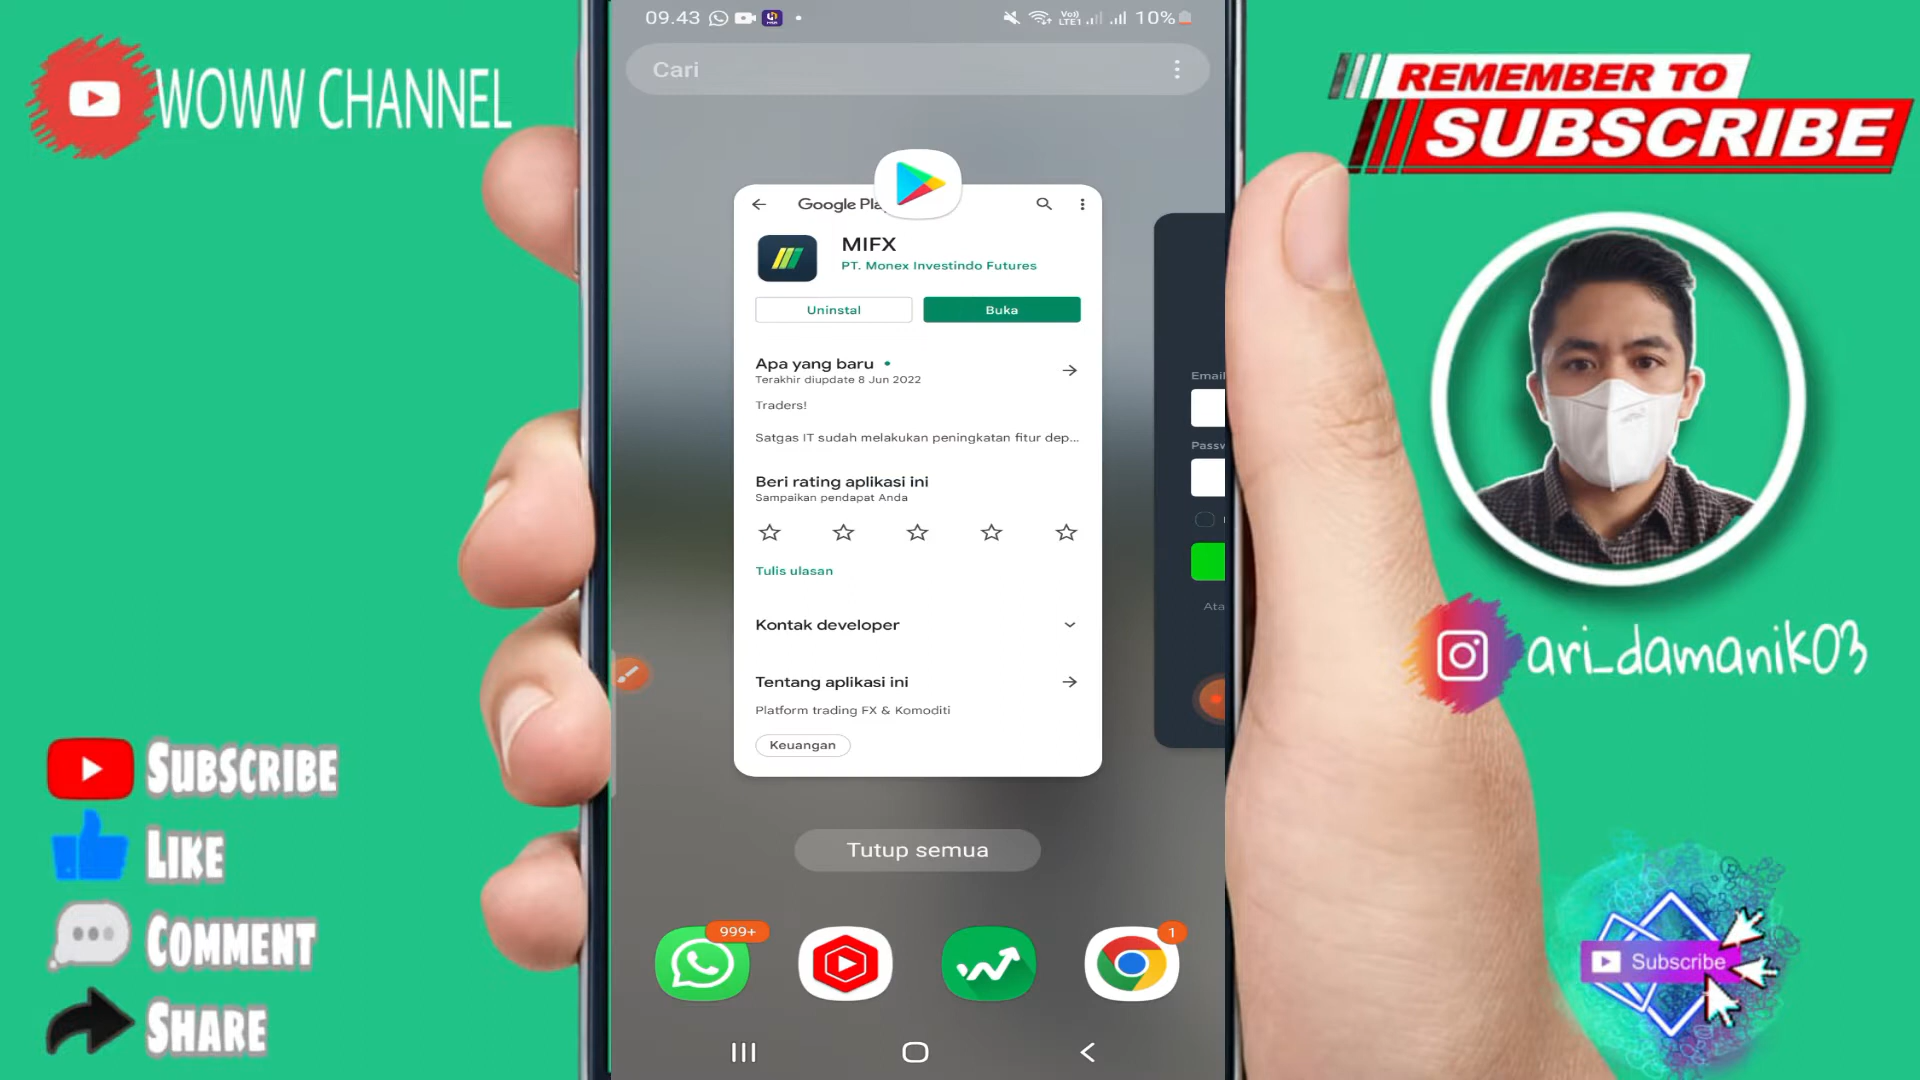 WOWW CHANNEL
SUBSCRIBE
LIKE
COMMENT
SHARE
09.43
Vo))
LTE1
10%
Cari
Google Pla
MIFX
PT. Monex Investindo Futures
Uninstal
Buka
Apa yang baru
Terakhir diupdate 8 Jun 2022
Traders!
Satgas IT sudah melakukan peningkatan fitur dep...
Beri rating aplikasi ini
Sampaikan pendapat Anda
Tulis ulasan
Kontak developer
Tentang aplikasi ini
Platform trading FX & Komoditi
Keuangan
Email
Passw
Ata
Tutup semua
999+
1
REMEMBER TO
SUBSCRIBE
ari_damanik03
Subscribe